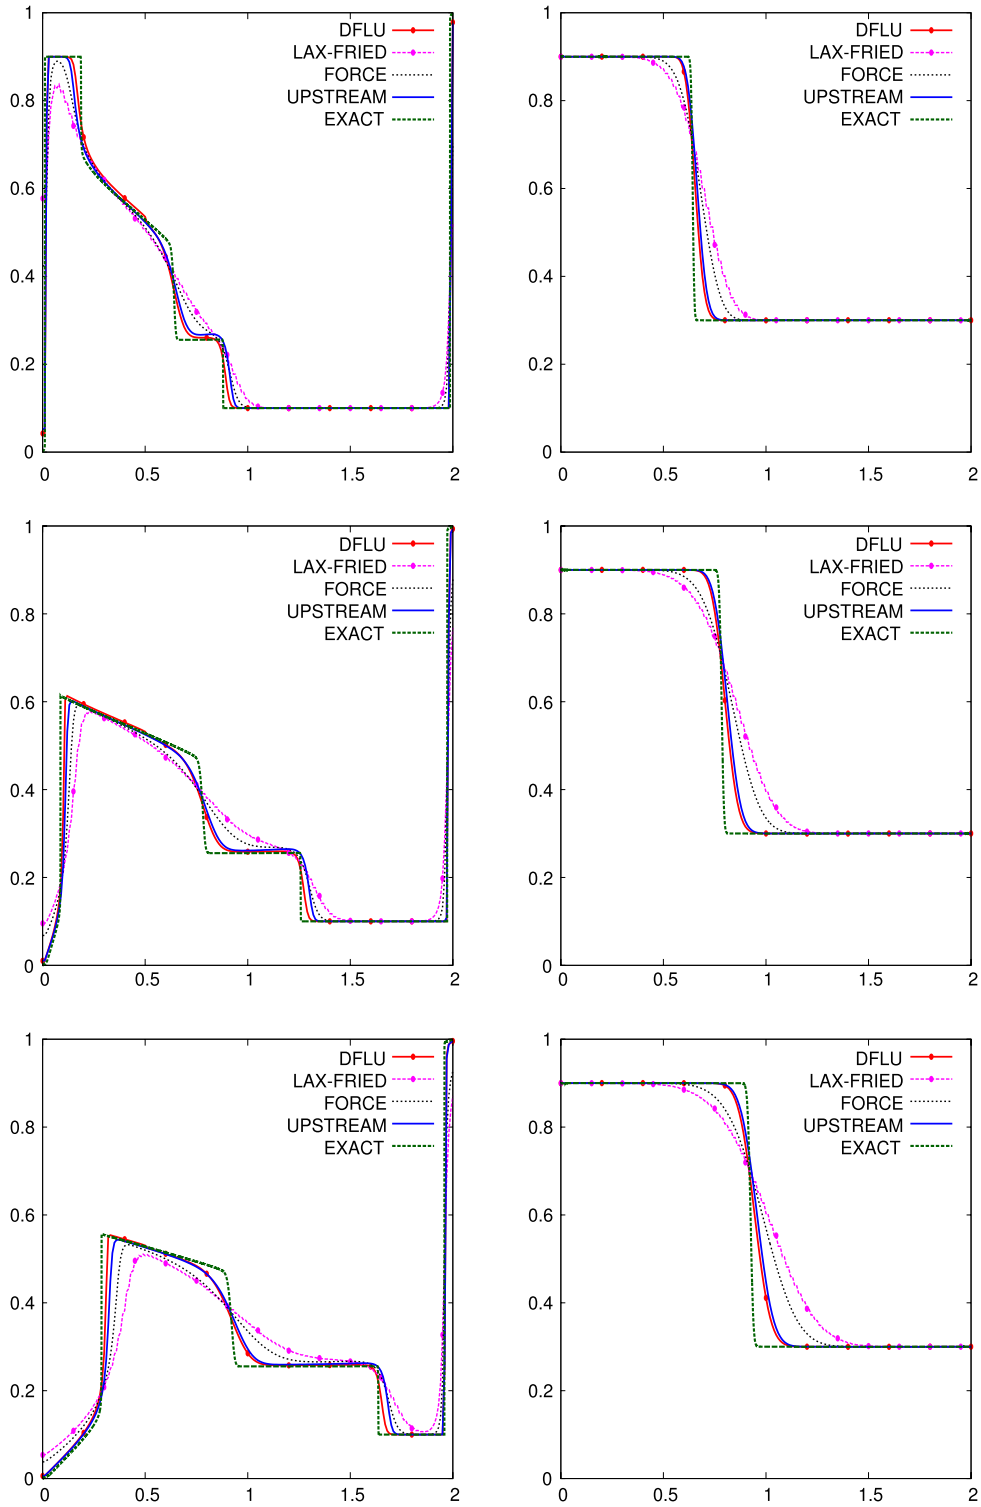 1
0.8
0.6
0.4
0.2
0
0 0.5 1 1.5 2
DFLU
LAX-FRIED
FORCE
UPSTREAM
EXACT
1
0.8
0.6
0.4
0.2
0
0 0.5 1 1.5 2
DFLU
LAX-FRIED
FORCE
UPSTREAM
EXACT
1
0.8
0.6
0.4
0.2
0
0 0.5 1 1.5 2
DFLU
LAX-FRIED
FORCE
UPSTREAM
EXACT
1
0.8
0.6
0.4
0.2
0
0 0.5 1 1.5 2
DFLU
LAX-FRIED
FORCE
UPSTREAM
EXACT
1
0.8
0.6
0.4
0.2
0
0 0.5 1 1.5 2
DFLU
LAX-FRIED
FORCE
UPSTREAM
EXACT
1
0.8
0.6
0.4
0.2
0
0 0.5 1 1.5 2
DFLU
LAX-FRIED
FORCE
UPSTREAM
EXACT